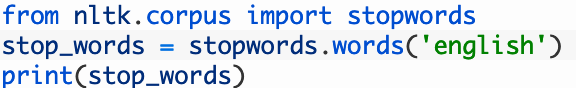 from nltk.corpus import stopwords
stop_words = stopwords.words('english')
print(stop_words)